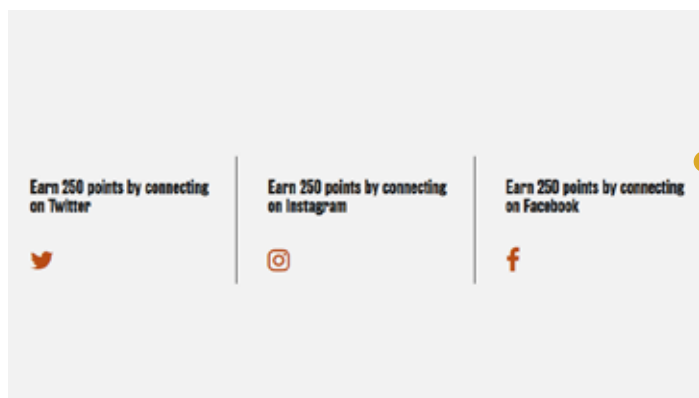 Earn 250 points by connecting
on Twitter
Earn 250 points by connecting
on Instagram
Earn 250 points by connecting
on Facebook